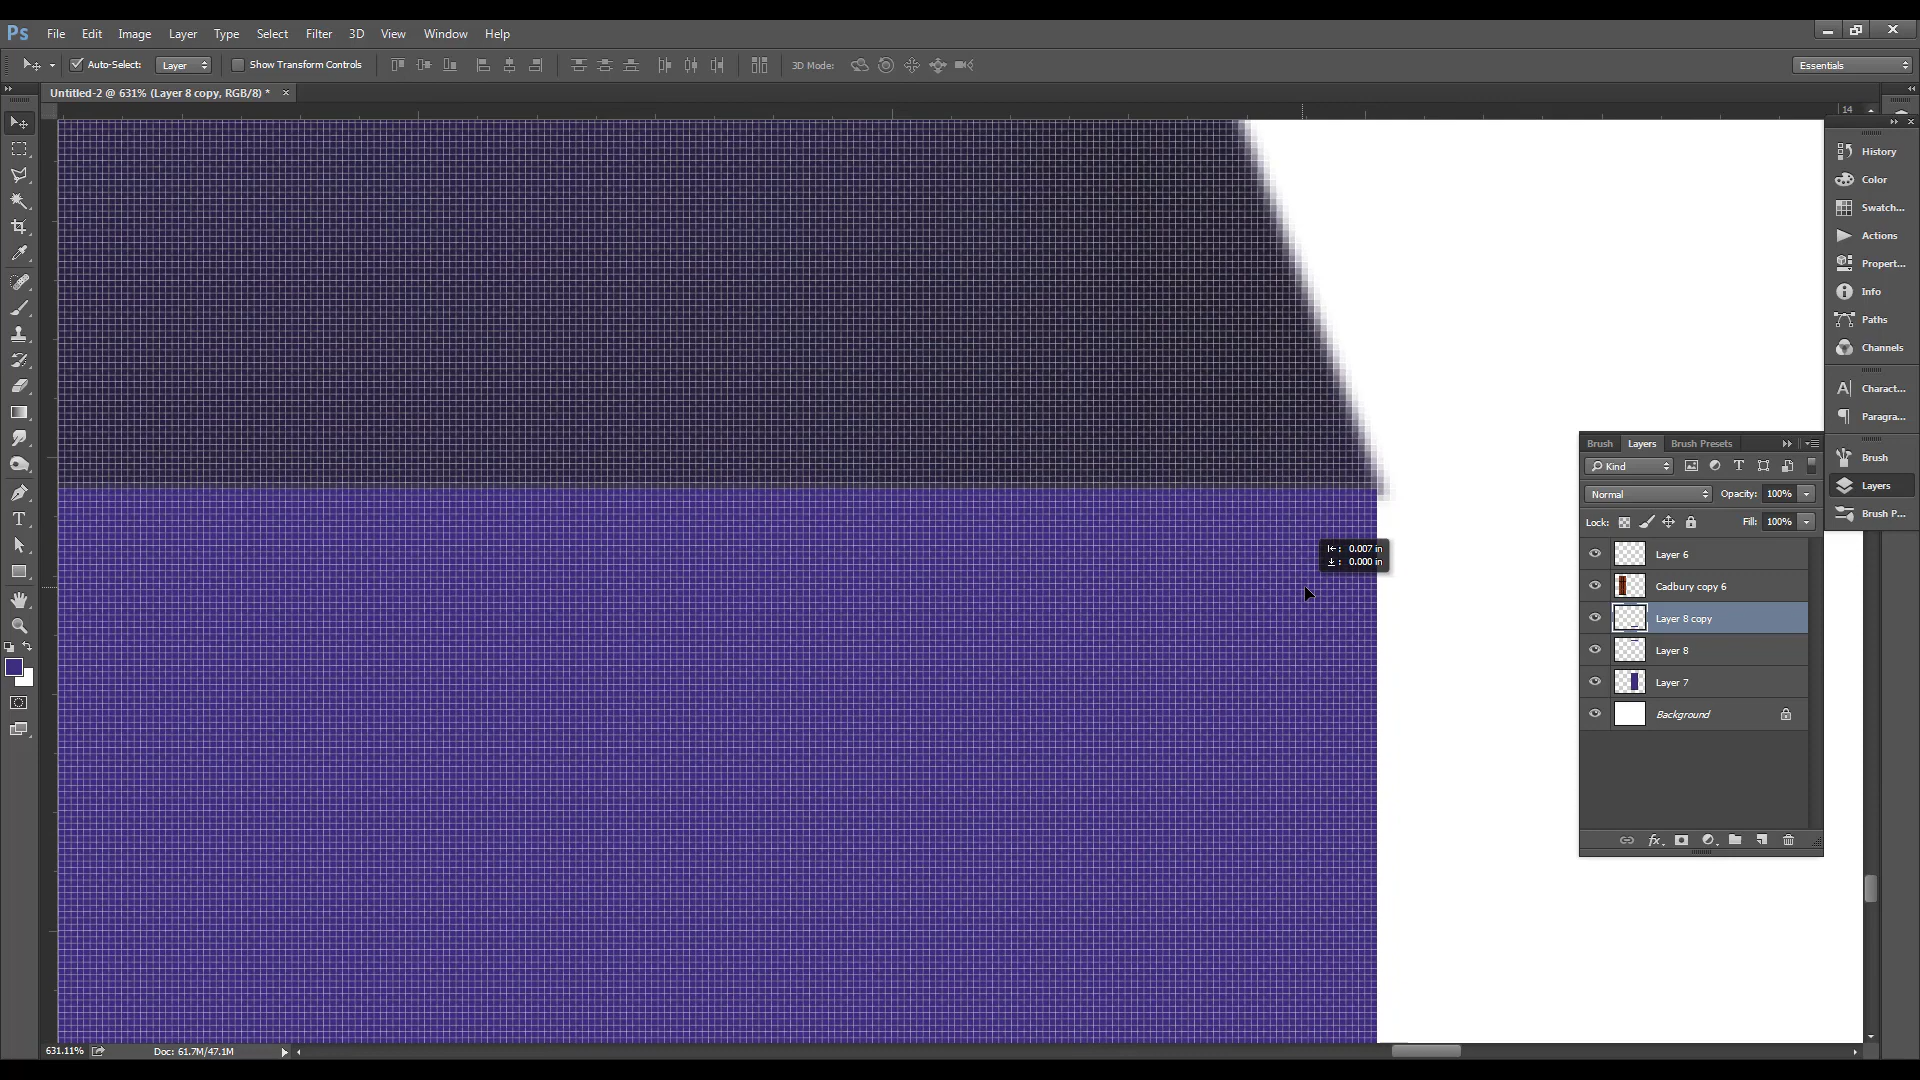 Ps File Edit Image Layer Type Select Filter 3D View Window Help
Auto-Select: Layer Show Transform Controls 3D Mode: Essentials
Untitled-2 @ 631% (Layer 8 copy, RGB/8) * ×
14
History
Color
Swatch...
Actions
Propert...
Info
Paths
Channels
Charact...
Paragra...
Brush
Layers
Brush P...
Brush Layers Brush Presets
Kind
Normal Opacity: 100%
Lock: Fill: 100%
Layer 6
Cadbury copy 6
Layer 8 copy
Layer 8
Layer 7
Background
: 0.007 in
: 0.000 in
631.11% Doc: 61.7M/47.1M